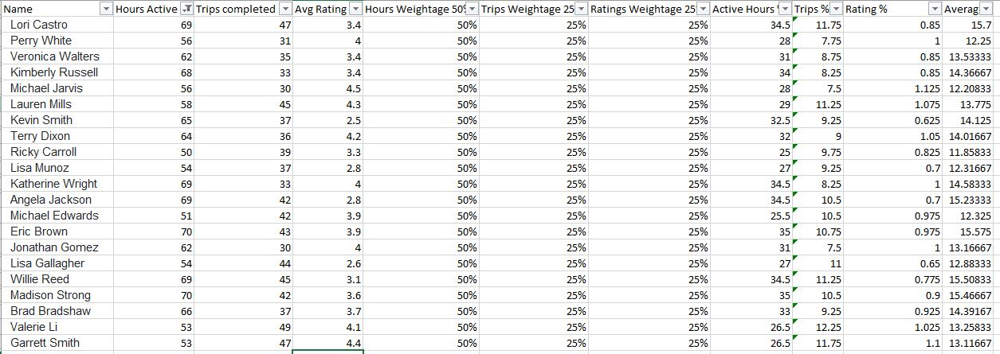 Name Hours Active Trips completed Avg Rating Hours Weightage 50% Trips Weightage 25 Ratings Weightage 25 Active Hours Trips % Rating % Averag
Lori Castro 69 47 3.4 50% 25% 25% 34.5 11.75 0.85 15.7
Perry White 56 31 4 50% 25% 25% 28 7.75 1 12.25
Veronica Walters 62 35 3.4 50% 25% 25% 31 8.75 0.85 13.53333
Kimberly Russell 68 33 3.4 50% 25% 25% 34 8.25 0.85 14.36667
Michael Jarvis 56 30 4.5 50% 25% 25% 28 7.5 1.125 12.20833
Lauren Mills 58 45 4.3 50% 25% 25% 29 11.25 1.075 13.775
Kevin Smith 65 37 2.5 50% 25% 25% 32.5 9.25 0.625 14.125
Terry Dixon 64 36 4.2 50% 25% 25% 32 9 1.05 14.01667
Ricky Carroll 50 39 3.3 50% 25% 25% 25 9.75 0.825 11.85833
Lisa Munoz 54 37 2.8 50% 25% 25% 27 9.25 0.7 12.31667
Katherine Wright 69 33 4 50% 25% 25% 34.5 8.25 1 14.58333
Angela Jackson 69 42 2.8 50% 25% 25% 34.5 10.5 0.7 15.23333
Michael Edwards 51 42 3.9 50% 25% 25% 25.5 10.5 0.975 12.325
Eric Brown 70 43 3.9 50% 25% 25% 35 10.75 0.975 15.575
Jonathan Gomez 62 30 4 50% 25% 25% 31 7.5 1 13.16667
Lisa Gallagher 54 44 2.6 50% 25% 25% 27 11 0.65 12.88333
Willie Reed 69 45 3.1 50% 25% 25% 34.5 11.25 0.775 15.50833
Madison Strong 70 42 3.6 50% 25% 25% 35 10.5 0.9 15.46667
Brad Bradshaw 66 37 3.7 50% 25% 25% 33 9.25 0.925 14.39167
Valerie Li 53 49 4.1 50% 25% 25% 26.5 12.25 1.025 13.25833
Garrett Smith 53 47 4.4 50% 25% 25% 26.5 11.75 1.1 13.11667